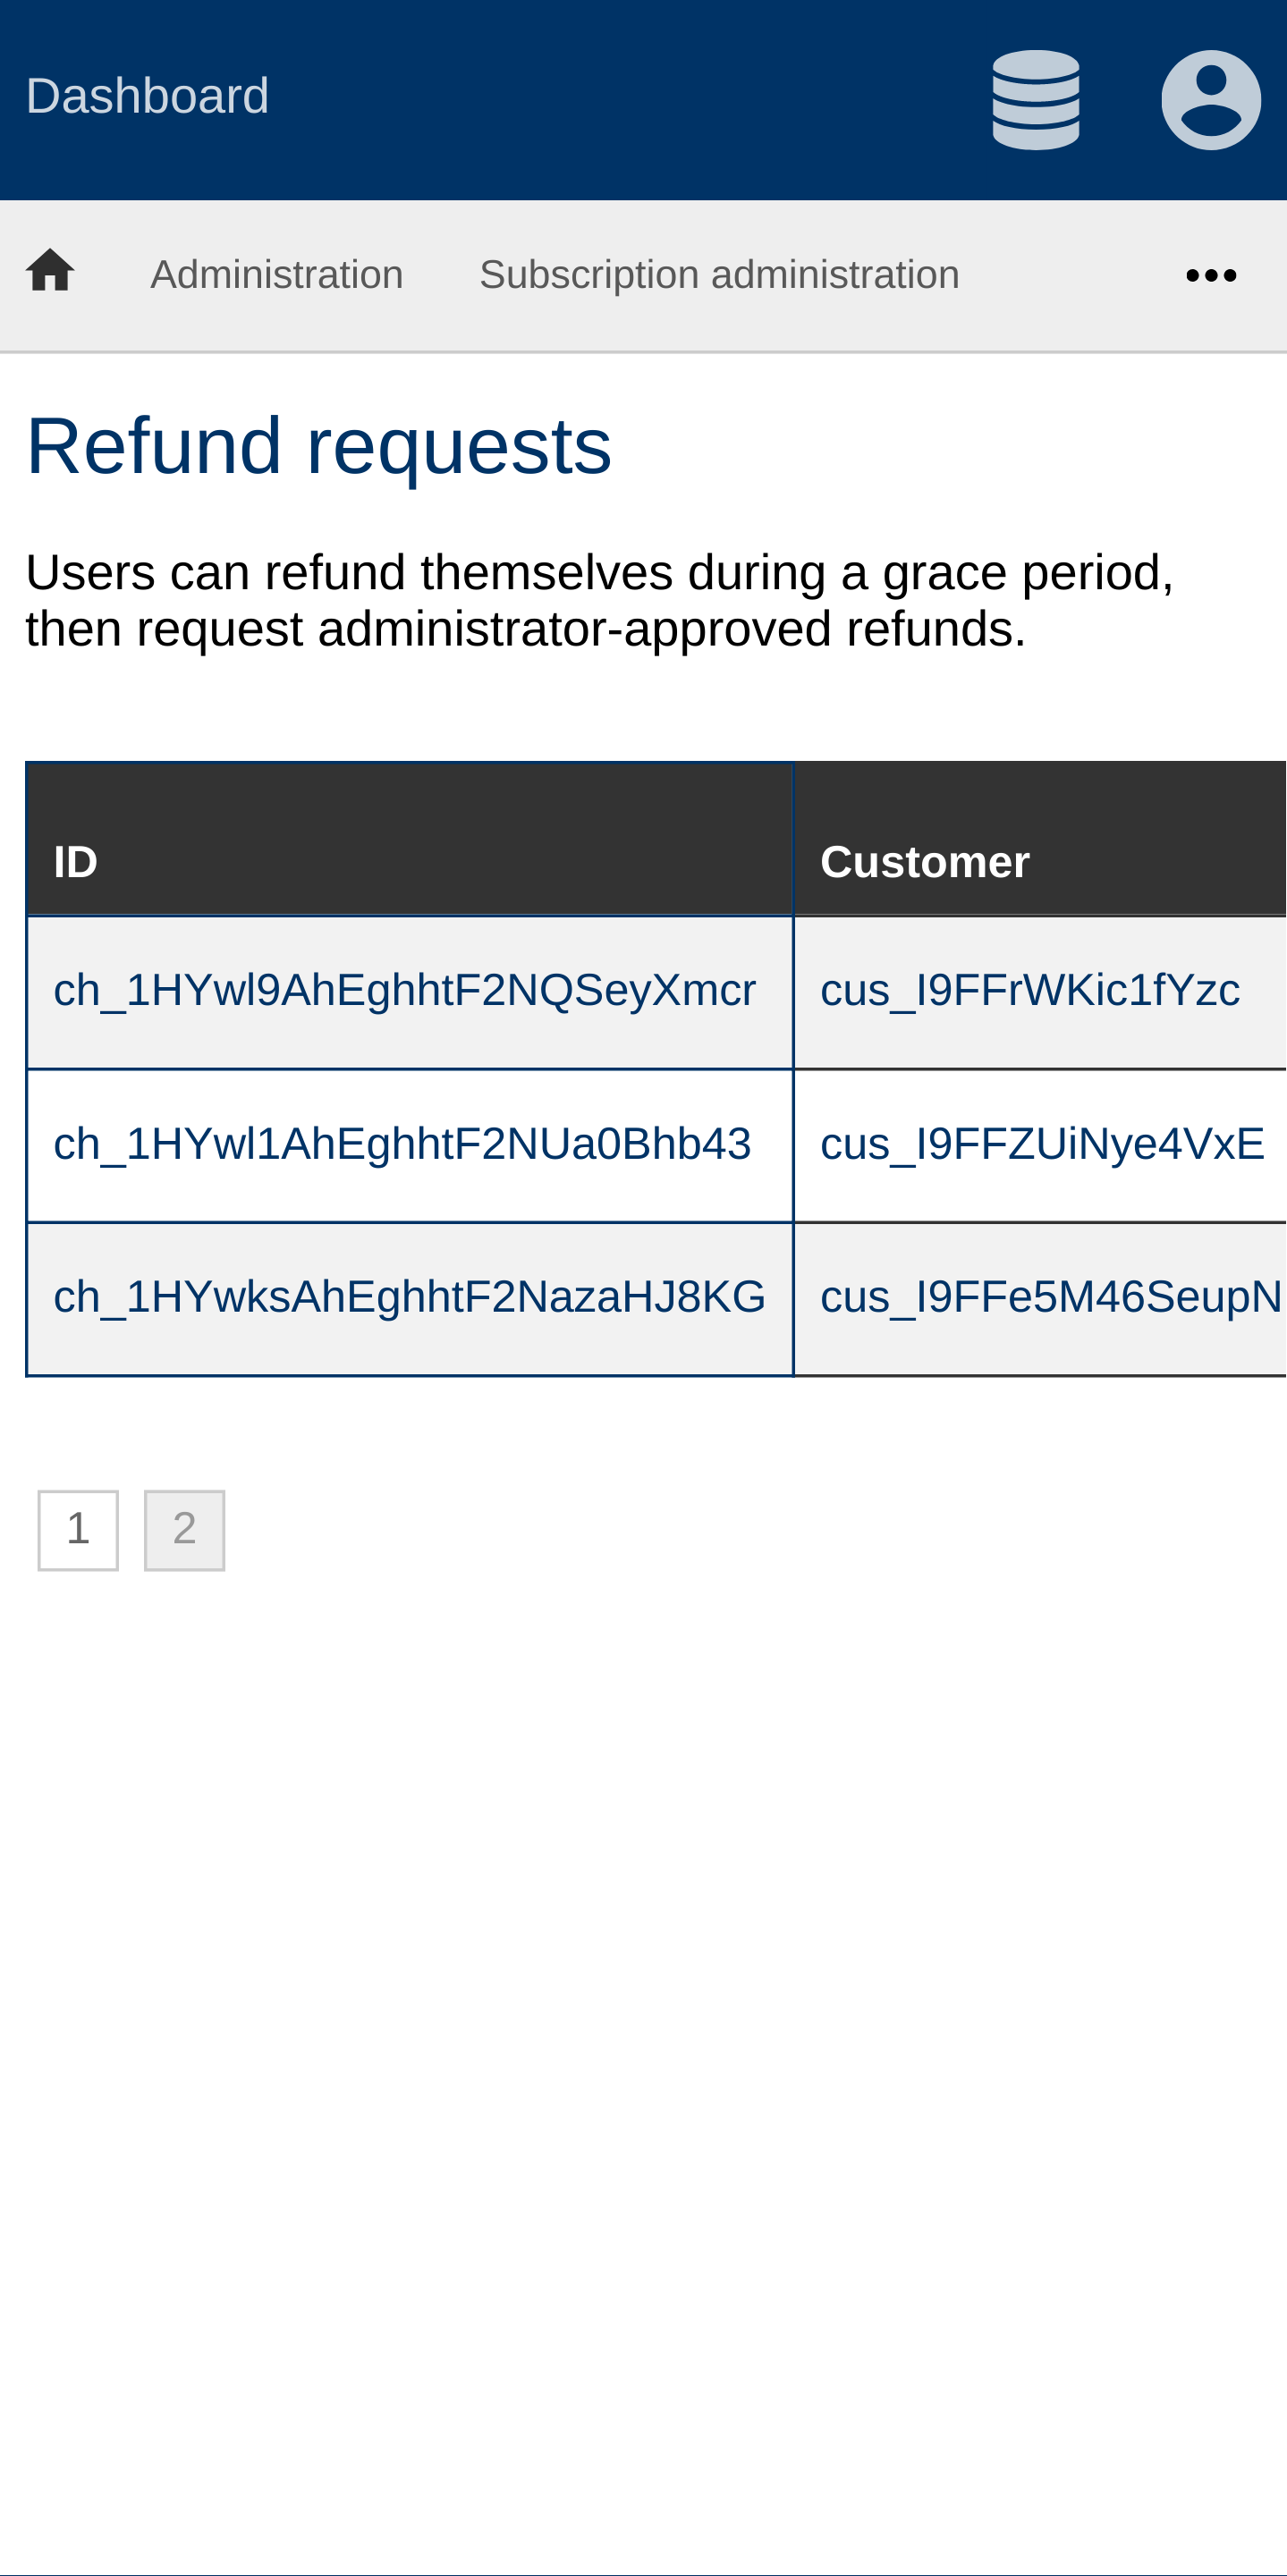 Dashboard
Administration Subscription administration •••
Refund requests
Users can refund themselves during a grace period,
then request administrator-approved refunds.
ID Customer
ch_1HYwl9AhEghhtF2NQSeyXmcr cus_I9FFrWKic1fYzc
ch_1HYwl1AhEghhtF2NUa0Bhb43 cus_I9FFZUiNye4VxE
ch_1HYwksAhEghhtF2NazaHJ8KG cus_I9FFe5M46SeupN
1 2